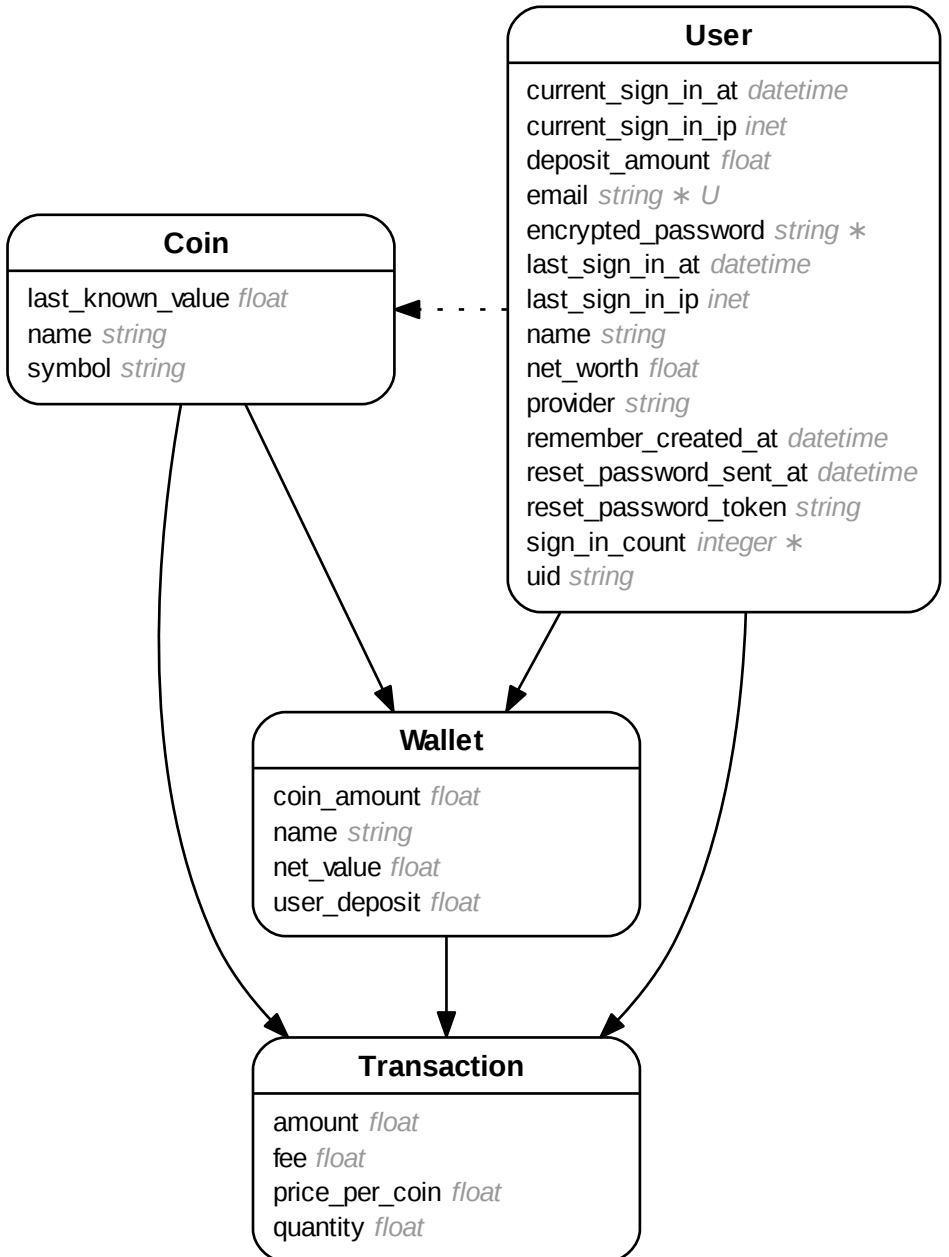 User
current_sign_in_at datetime
current_sign_in_ip inet
deposit_amount float
email string ∗ U
encrypted_password string ∗
last_sign_in_at datetime
last_sign_in_ip inet
name string
net_worth float
provider string
remember_created_at datetime
reset_password_sent_at datetime
reset_password_token string
sign_in_count integer ∗
uid string
Coin
last_known_value float
name string
symbol string
Wallet
coin_amount float
name string
net_value float
user_deposit float
Transaction
amount float
fee float
price_per_coin float
quantity float